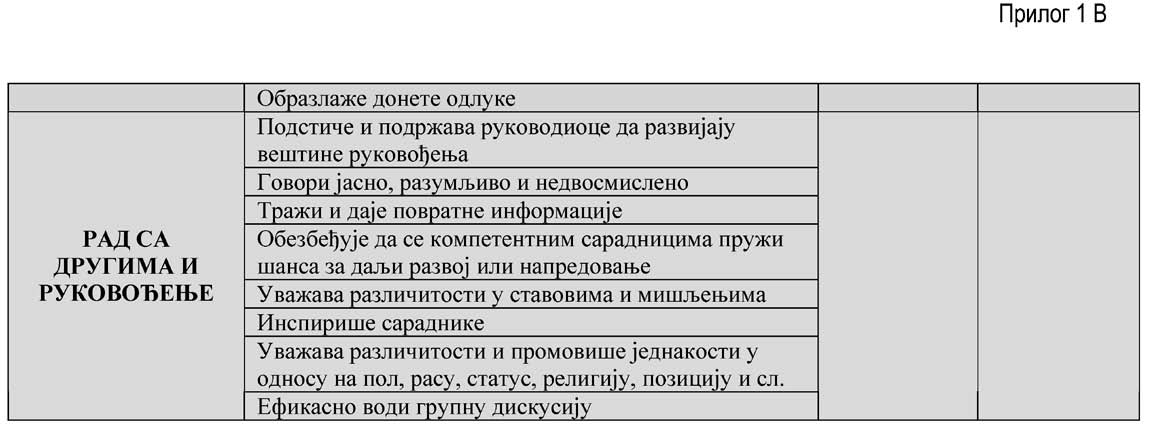 Прилог 1 В
Образлаже донете одлуке
РАД СА
ДРУГИМА И
РУКОВОЂЕЊЕ
Подстиче и подржава руководиоце да развијају
вештине руковођења
Говори јасно, разумљиво и недвосмислено
Тражи и даје повратне информације
Обезбеђује да се компетентним сарадницима пружи
шанса за даљи развој или напредовање
Уважава различитости у ставовима и мишљењима
Инспирише сараднике
Уважава различитости и промовише једнакости у
односу на пол, расу, статус, религију, позицију и сл.
Ефикасно води групну дискусију